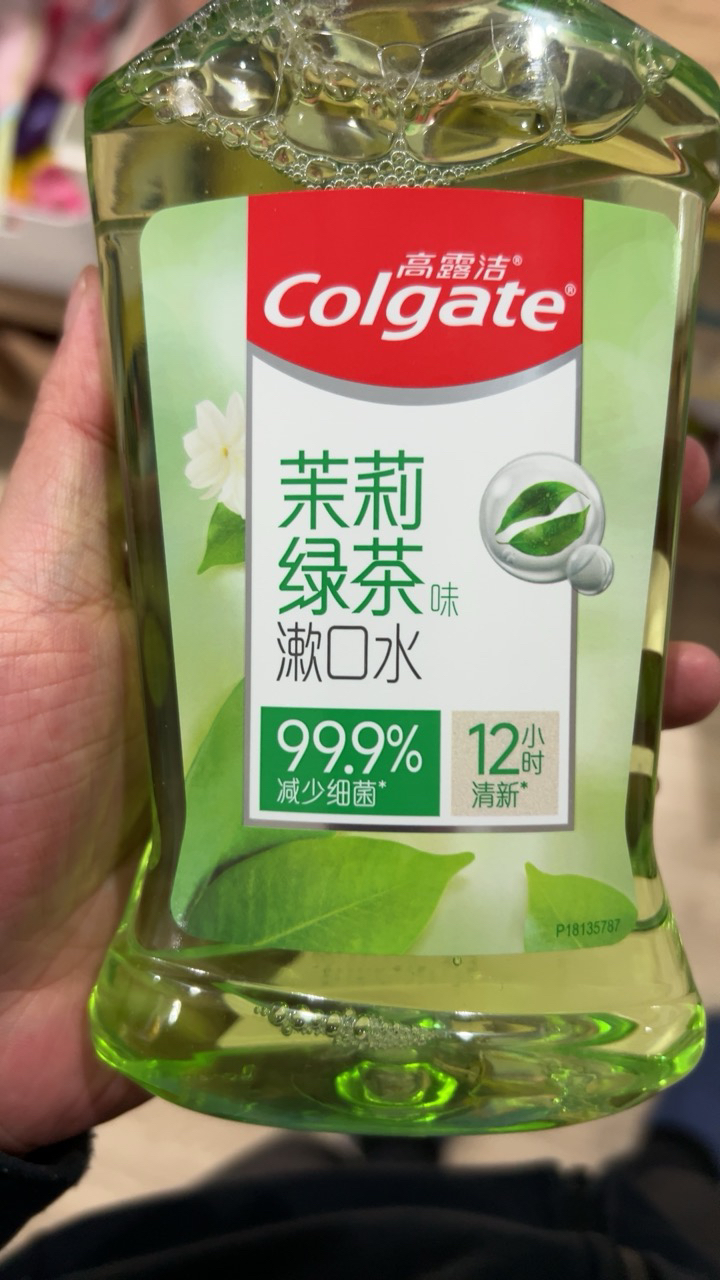 高露洁®
Colgate®
茉莉
绿茶味
漱口水
99.9%
减少细菌*
12小时
清新*
P18135787